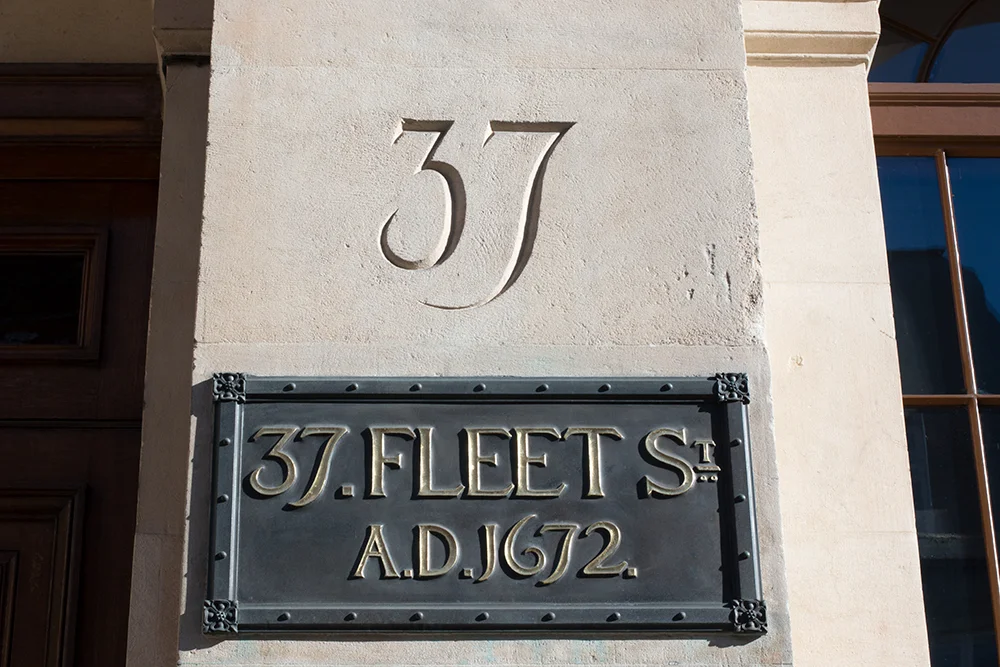 37
37. FLEET St.
A.D. 1672.